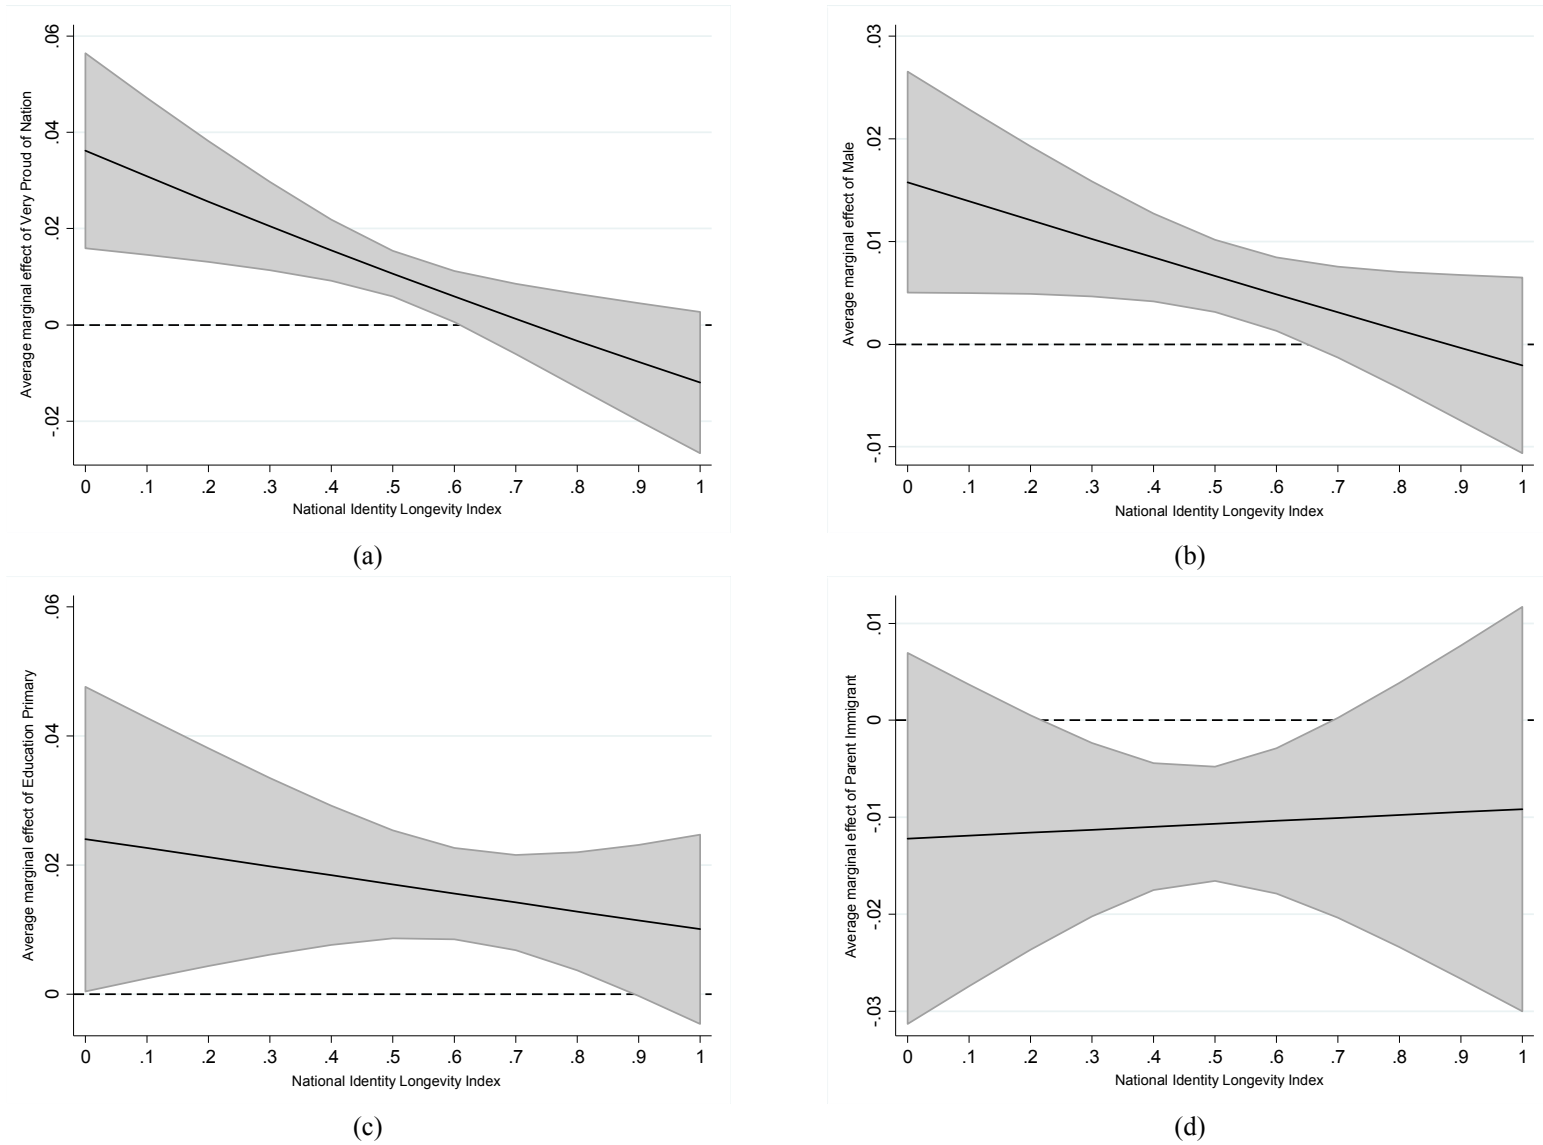 Average marginal effect of Very Proud of Nation
.06
.04
.02
0
-.02
0 .1 .2 .3 .4 .5 .6 .7 .8 .9 1
National Identity Longevity Index
(a)
Average marginal effect of Male
.03
.02
.01
0
-.01
0 .1 .2 .3 .4 .5 .6 .7 .8 .9 1
National Identity Longevity Index
(b)
Average marginal effect of Education Primary
.06
.04
.02
0
0 .1 .2 .3 .4 .5 .6 .7 .8 .9 1
National Identity Longevity Index
(c)
Average marginal effect of Parent Immigrant
.01
0
-.01
-.02
-.03
0 .1 .2 .3 .4 .5 .6 .7 .8 .9 1
National Identity Longevity Index
(d)